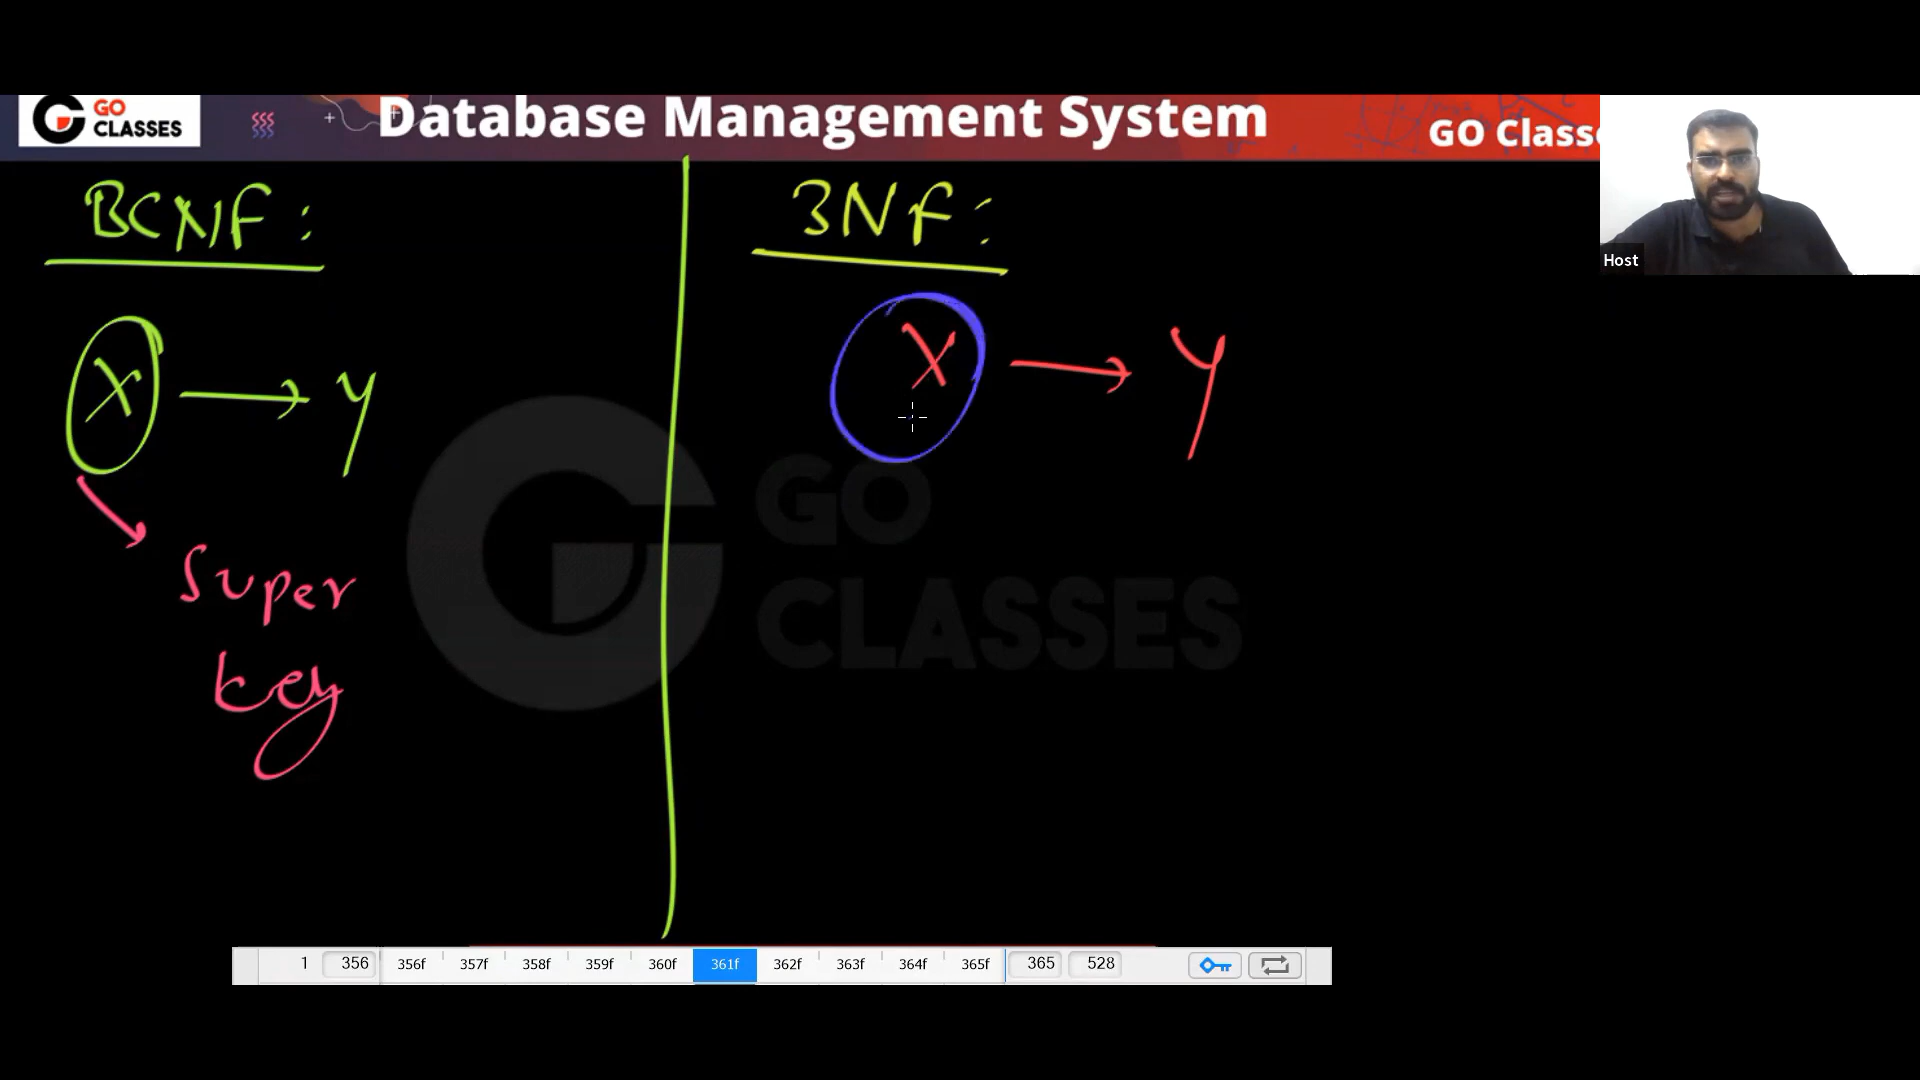 GO
CLASSES
Database Management System
GO Classe
Host
BCNF:
X → Y
Super
key
3NF:
X → Y
GO
CLASSES
1 356 356f 357f 358f 359f 360f 361f 362f 363f 364f 365f 365 528